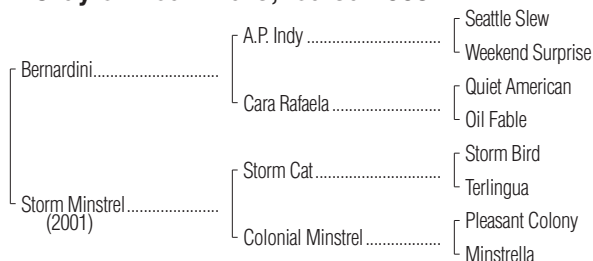 Seattle Slew
A.P. Indy
Weekend Surprise
Bernardini
Quiet American
Cara Rafaela
Oil Fable
Storm Bird
Storm Cat
Terlingua
Storm Minstrel
(2001)
Pleasant Colony
Colonial Minstrel
Minstrella